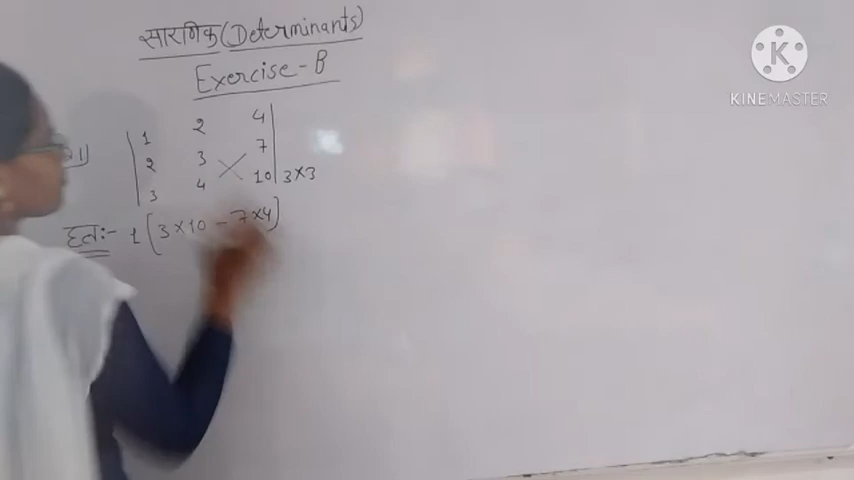 सारणिक (Determinants)
Exercise - B
1 2 4
2 3 7
3 4 10 3×3
हल:- 1(3×10 - 7×4)
K
KINEMASTER